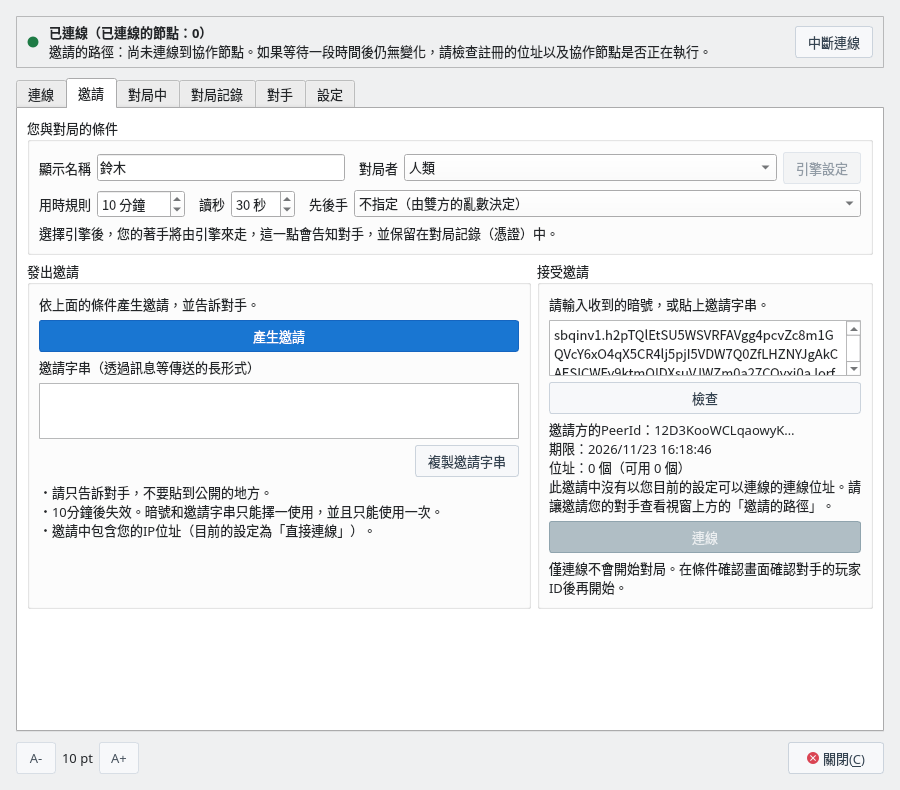 已連線（已連線的節點：0）
邀請的路徑：尚未連線到協作節點。如果等待一段時間後仍無變化，請檢查註冊的位址以及協作節點是否正在執行。
中斷連線
連線
邀請
對局中
對局記錄
對手
設定
您與對局的條件
顯示名稱 鈴木 對局者 人類 引擎設定
用時規則 10 分鐘 讀秒 30 秒 先後手 不指定（由雙方的亂數決定）
選擇引擎後，您的著手將由引擎來走，這一點會告知對手，並保留在對局記錄（憑證）中。
發出邀請
依上面的條件產生邀請，並告訴對手。
產生邀請
邀請字串（透過訊息等傳送的長形式）
複製邀請字串
・請只告訴對手，不要貼到公開的地方。
・10分鐘後失效。暗號和邀請字串只能擇一使用，並且只能使用一次。
・邀請中包含您的IP位址（目前的設定為「直接連線」）。
接受邀請
請輸入收到的暗號，或貼上邀請字串。
sbqinv1.h2pTQlEtSU5WSVRFAVgg4pcvZc8m1G
QVcY6xO4qX5CR4lj5pjI5VDW7Q0ZfLHZNYJgAkC
檢查
邀請方的PeerId：12D3KooWCLqaowyK...
期限：2026/11/23 16:18:46
位址：0 個（可用 0 個）
此邀請中沒有以您目前的設定可以連線的連線位址。請
讓邀請您的對手查看視窗上方的「邀請的路徑」。
連線
僅連線不會開始對局。在條件確認畫面確認對手的玩家
ID後再開始。
A- 10 pt A+
關閉(C)